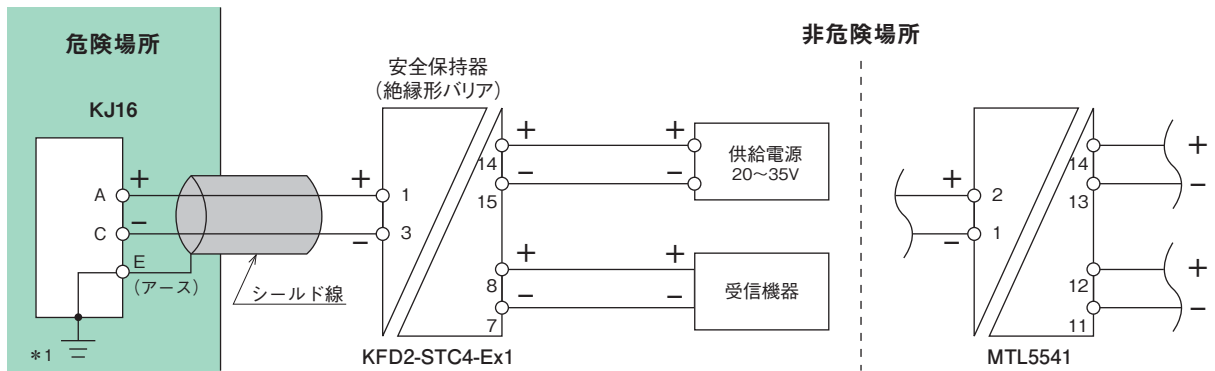 危険場所
非危険場所
KJ16
安全保持器
（絶縁形バリア）
A
+
C
−
E
（アース）
*1
シールド線
+
1
−
3
14
+
+
15
−
−
供給電源
20〜35V
8
+
+
7
−
−
受信機器
KFD2-STC4-Ex1
+
2
−
1
14
+
13
−
12
+
11
−
MTL5541